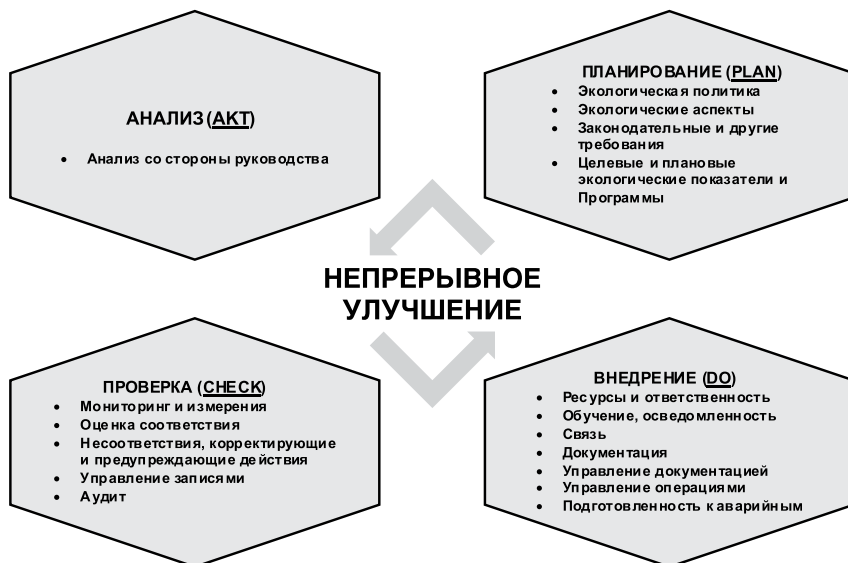 АНАЛИЗ (AKT)
• Анализ со стороны руководства
ПЛАНИРОВАНИЕ (PLAN)
• Экологическая политика
• Экологические аспекты
• Законодательные и другие
требования
• Целевые и плановые
экологические показатели и
Программы
НЕПРЕРЫВНОЕ
УЛУЧШЕНИЕ
ПРОВЕРКА (CHECK)
• Мониторинг и измерения
• Оценка соответствия
• Несоответствия, корректирующие
и предупреждающие действия
• Управление записями
• Аудит
ВНЕДРЕНИЕ (DO)
• Ресурсы и ответственность
• Обучение, осведомленность
• Связь
• Документация
• Управление документацией
• Управление операциями
• Подготовленность к аварийным